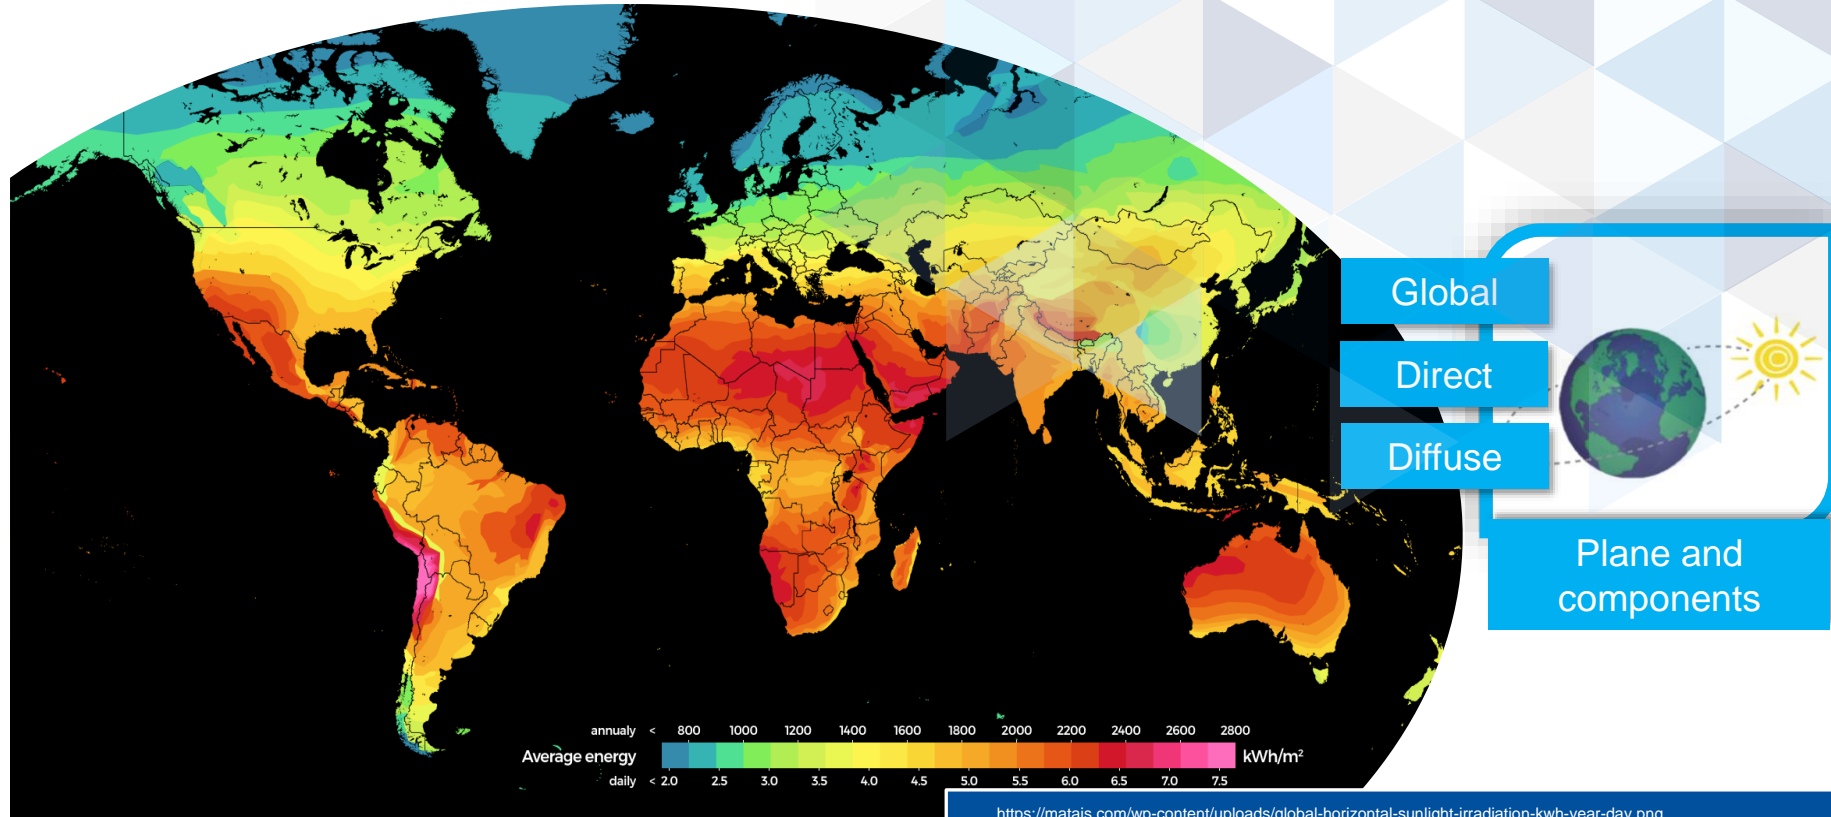 Global
Direct
Diffuse
Plane and
components
annualy < 800 1000 1200 1400 1600 1800 2000 2200 2400 2600 2800
Average energy kWh/m²
daily < 2.0 2.5 3.0 3.5 4.0 4.5 5.0 5.5 6.0 6.5 7.0 7.5
https://matais.com/wp-content/uploads/global-horizontal-sunlight-irradiation-kwh-year-day.png